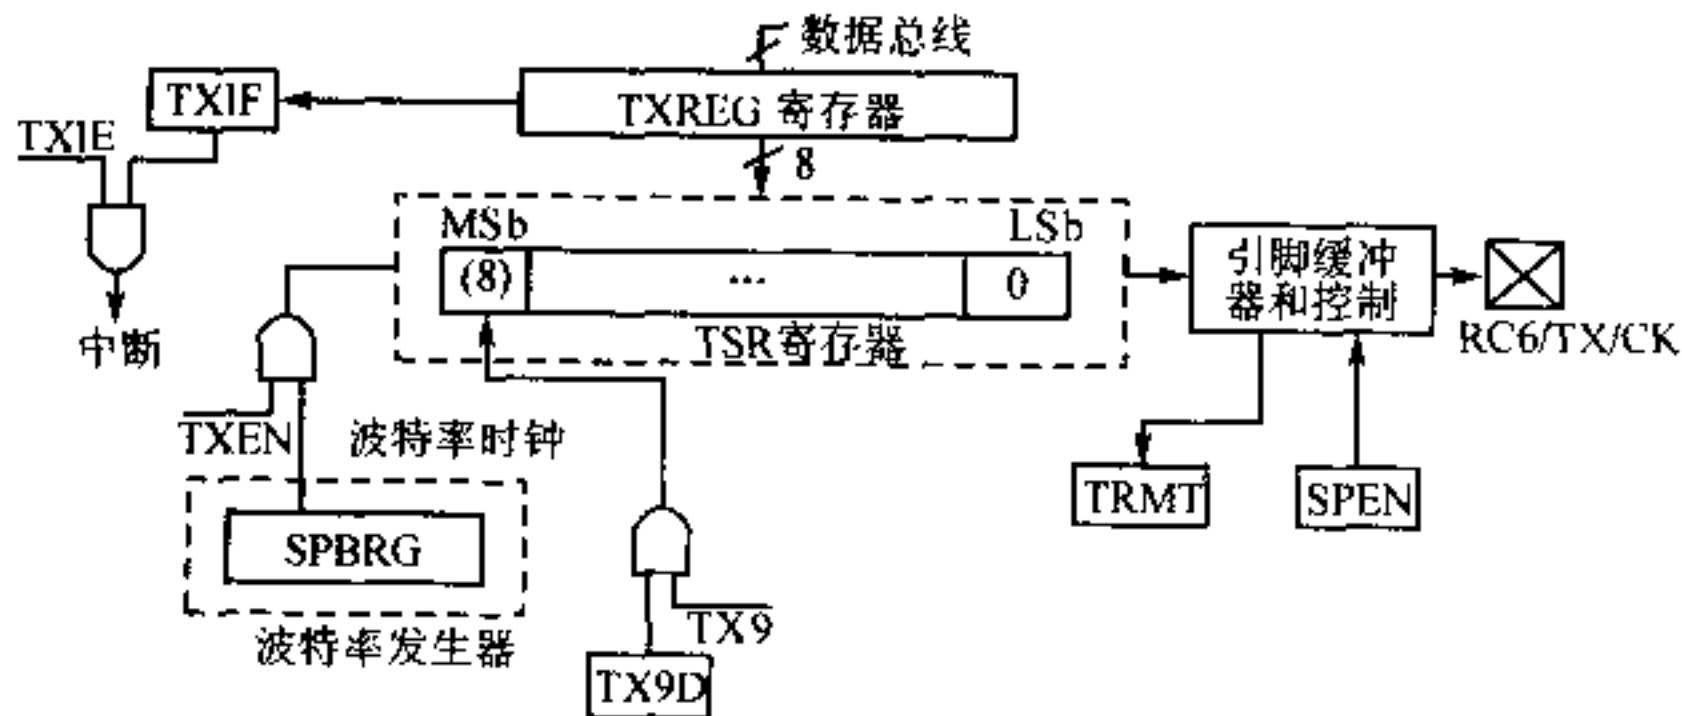 数据总线
TXIF
TXREG 寄存器
TXIE
8
MSb
LSb
(8)
...
0
TSR寄存器
引脚缓冲
器和控制
RC6/TX/CK
中断
TXEN
波特率时钟
TRMT
SPEN
SPBRG
波特率发生器
TX9
TX9D